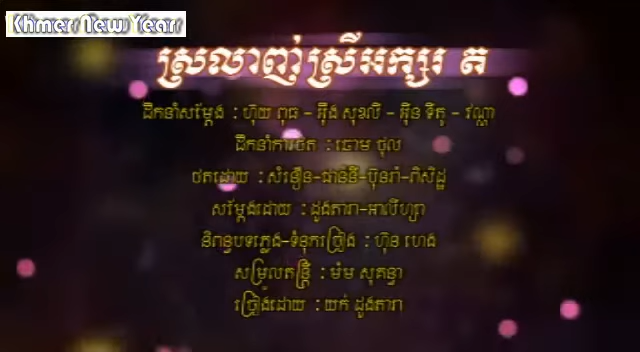 Khmer New Year
ស្រលាញ់ស្រីអក្សរ ត
ដឹកនាំសម្តែង : ហ៊ុយ ពុធ - អ៊ឹង សុខលី - អ៊ិន ទិត្យ - វណ្ណា
ដឹកនាំការថត : ចោម ថុល
ថតដោយ : សំរឿន-ជាន់នី-ប៊ុនរ៉ា-ពិសិដ្ឋ
សម្តែងដោយ : ដួងតារា-អាលីហ្សា
និពន្ធបទភ្លេង-ទំនុកច្រៀង : ហ៊ុន ហេង
សម្រួលតន្ត្រី : ម៉ម សុគន្ធា
ច្រៀងដោយ : យក់ ដួងតារា